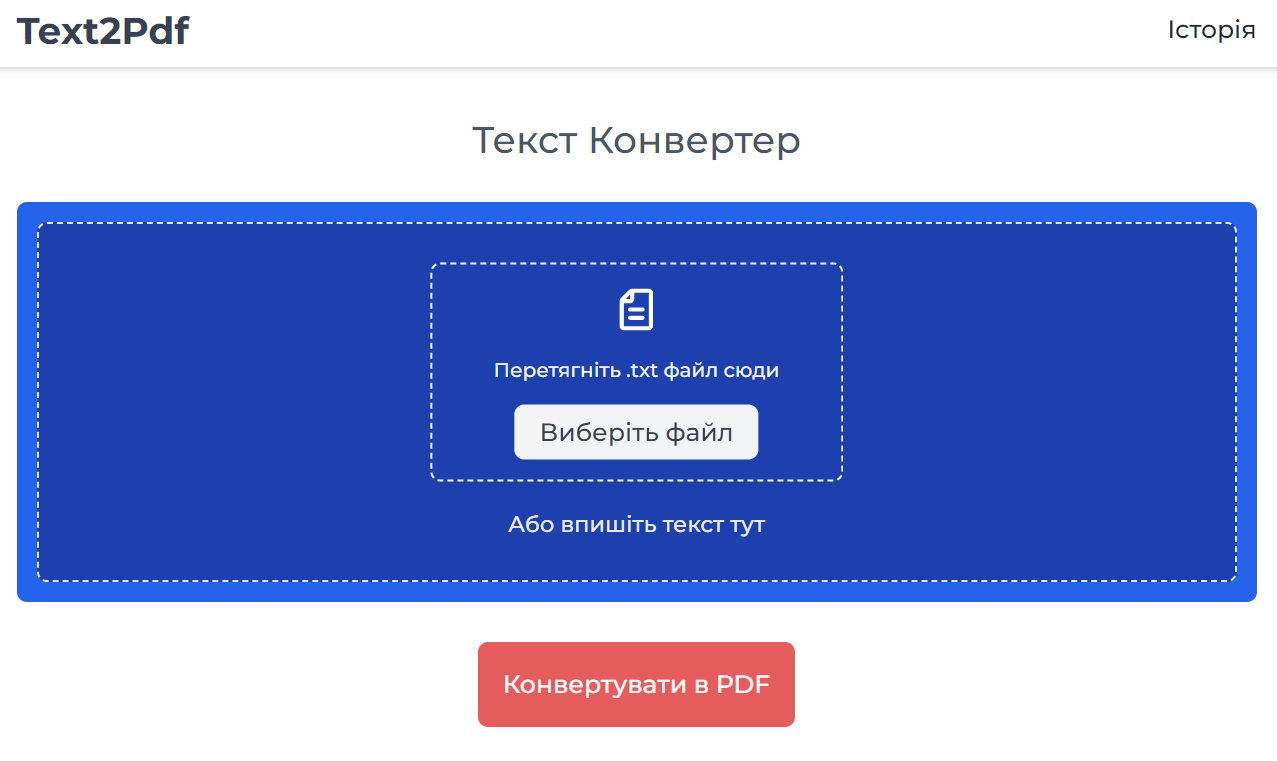 Text2Pdf
Історія
Текст Конвертер
Перетягніть .txt файл сюди
Виберіть файл
Або впишіть текст тут
Конвертувати в PDF